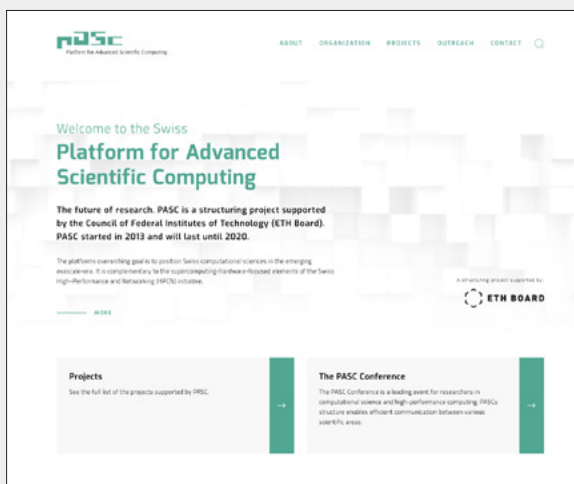 pasc
Platform for Advanced Scientific Computing
ABOUT ORGANIZATION PROJECTS OUTREACH CONTACT
Welcome to the Swiss
Platform for Advanced
Scientific Computing
The future of research. PASC is a structuring project supported
by the Council of Federal Institutes of Technology (ETH Board).
PASC started in 2013 and will last until 2020.
The platforms overarching goal is to position Swiss computational sciences in the emerging
exascale-era. It is complementary to the supercomputing-hardware-focused elements of the Swiss
High-Performance and Networking (HPCN) initiative.
MORE
A structuring project supported by:
ETH BOARD
Projects
See the full list of the projects supported by PASC.
The PASC Conference
The PASC Conference is a leading event for researchers in
computational science and high-performance computing. PASCs
structure enables efficient communication between various
scientific areas.